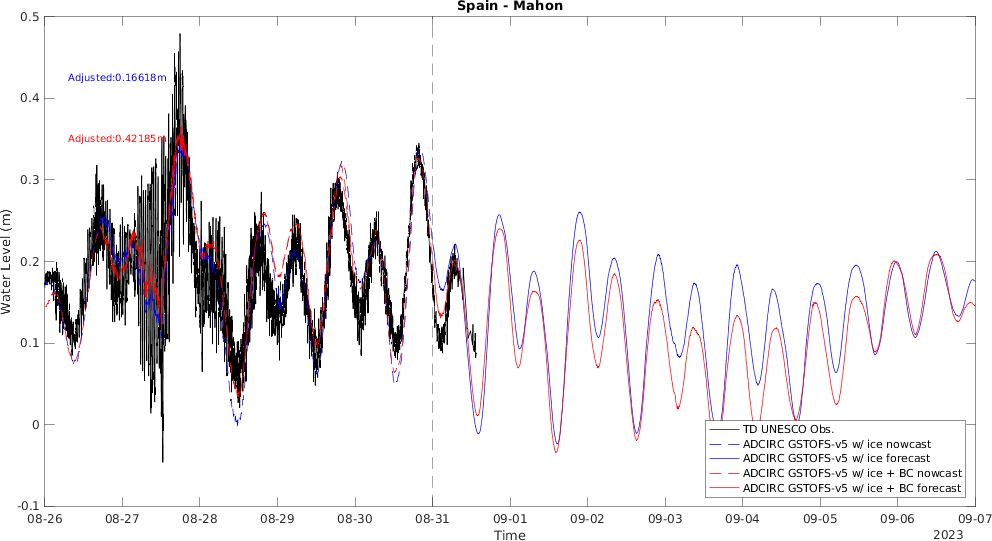 Spain - Mahon
0.5
0.4
0.3
0.2
0.1
0
-0.1
Water Level (m)
Adjusted:0.16618m
Adjusted:0.42185m
TD UNESCO Obs.
ADCIRC GSTOFS-v5 w/ ice nowcast
ADCIRC GSTOFS-v5 w/ ice forecast
ADCIRC GSTOFS-v5 w/ ice + BC nowcast
ADCIRC GSTOFS-v5 w/ ice + BC forecast
08-26 08-27 08-28 08-29 08-30 08-31 09-01 09-02 09-03 09-04 09-05 09-06 09-07
Time
2023